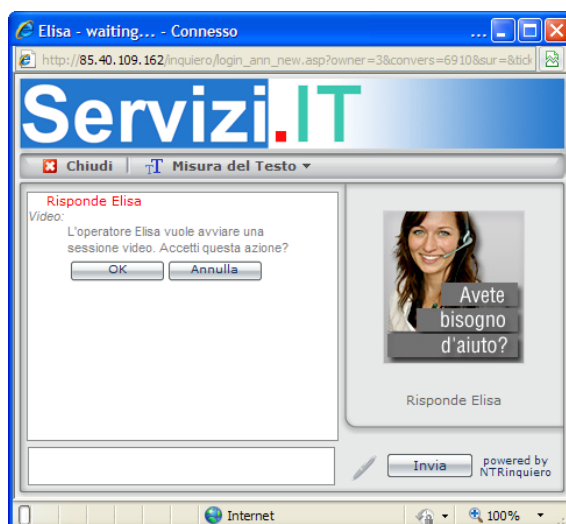 Elisa - waiting... - Connesso ...
http://85.40.109.162/inquiero/login_ann_new.asp?owner=3&convers=6910&sur=&tick
Servizi.IT
Chiudi
Misura del Testo
Risponde Elisa
Video:
L'operatore Elisa vuole avviare una
sessione video. Accetti questa azione?
OK Annulla
Avete
bisogno
d'aiuto?
Risponde Elisa
Invia
powered by
NTRinquiero
Internet
100%